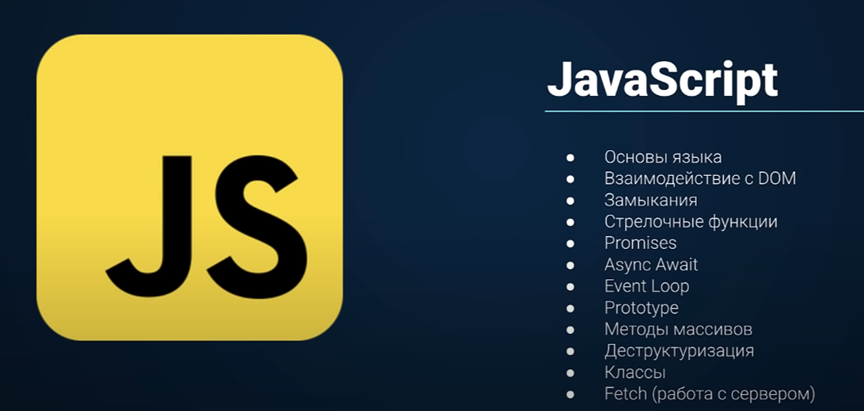 JS
JavaScript
Основы языка
Взаимодействие с DOM
Замыкания
Стрелочные функции
Promises
Async Await
Event Loop
Prototype
Методы массивов
Деструктуризация
Классы
Fetch (работа с сервером)